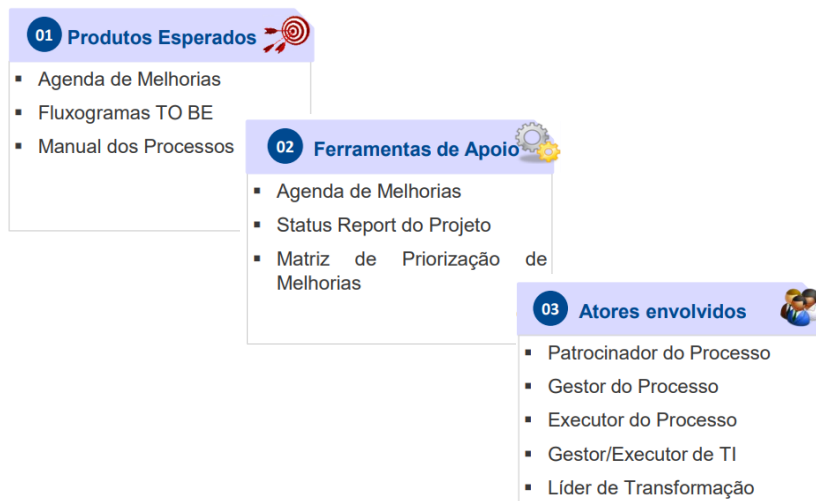 01 Produtos Esperados
▪ Agenda de Melhorias
▪ Fluxogramas TO BE
▪ Manual dos Processos
02 Ferramentas de Apoio
▪ Agenda de Melhorias
▪ Status Report do Projeto
▪ Matriz de Priorização de
Melhorias
03 Atores envolvidos
▪ Patrocinador do Processo
▪ Gestor do Processo
▪ Executor do Processo
▪ Gestor/Executor de TI
▪ Líder de Transformação